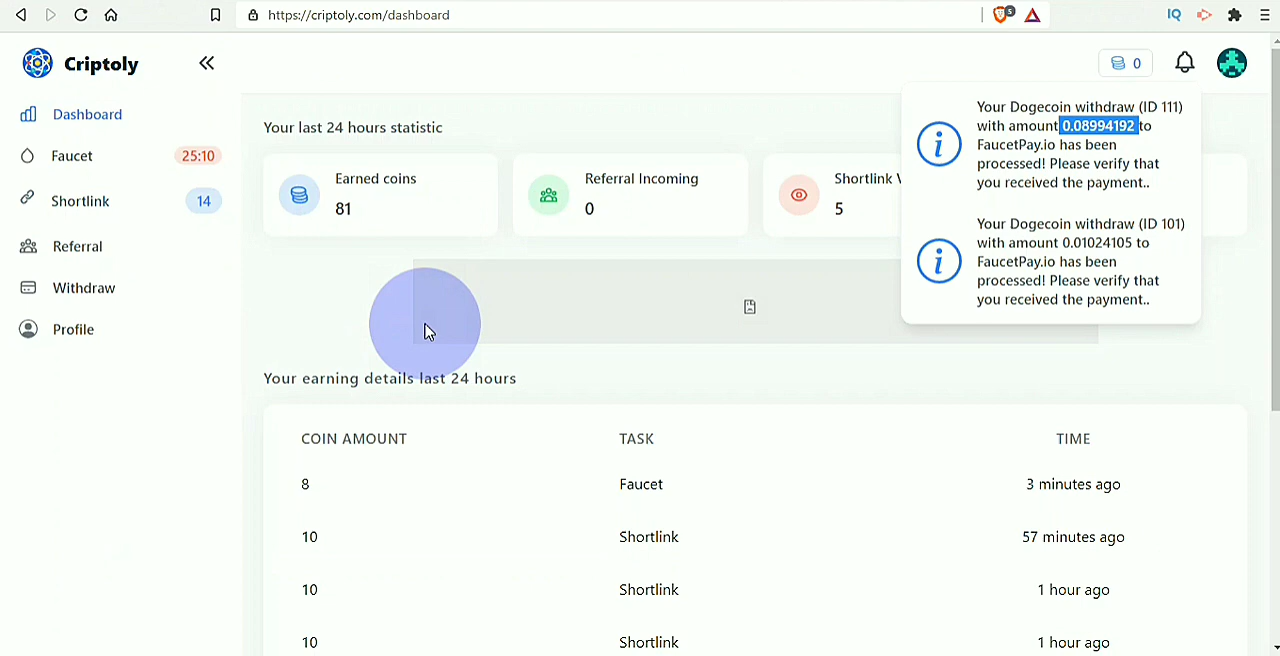 https://criptoly.com/dashboard
5
IQ
Criptoly
0
Dashboard
Faucet 25:10
Shortlink 14
Referral
Withdraw
Profile
Your last 24 hours statistic
Earned coins
81
Referral Incoming
0
Shortlink
5
Your Dogecoin withdraw (ID 111)
with amount 0.08994192 to
FaucetPay.io has been
processed! Please verify that
you received the payment..
Your Dogecoin withdraw (ID 101)
with amount 0.01024105 to
FaucetPay.io has been
processed! Please verify that
you received the payment..
Your earning details last 24 hours
COIN AMOUNT TASK TIME
8 Faucet 3 minutes ago
10 Shortlink 57 minutes ago
10 Shortlink 1 hour ago
10 Shortlink 1 hour ago